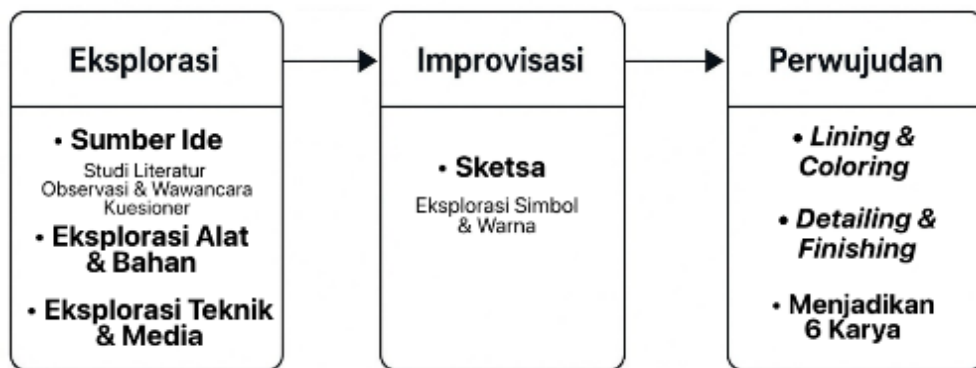 Eksplorasi
• Sumber Ide
Studi Literatur
Observasi & Wawancara
Kuesioner
• Eksplorasi Alat
& Bahan
• Eksplorasi Teknik
& Media
Improvisasi
• Sketsa
Eksplorasi Simbol
& Warna
Perwujudan
• Lining &
Coloring
• Detailing &
Finishing
• Menjadikan
6 Karya